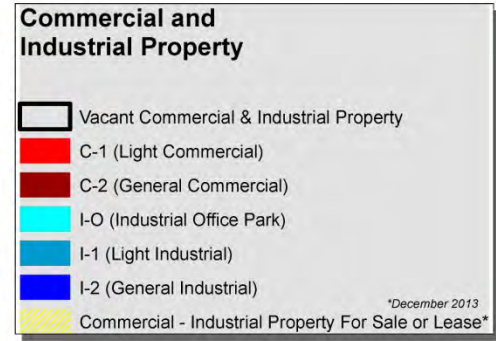 Commercial and
Industrial Property
Vacant Commercial & Industrial Property
C-1 (Light Commercial)
C-2 (General Commercial)
I-O (Industrial Office Park)
I-1 (Light Industrial)
I-2 (General Industrial)
*December 2013
Commercial - Industrial Property For Sale or Lease*